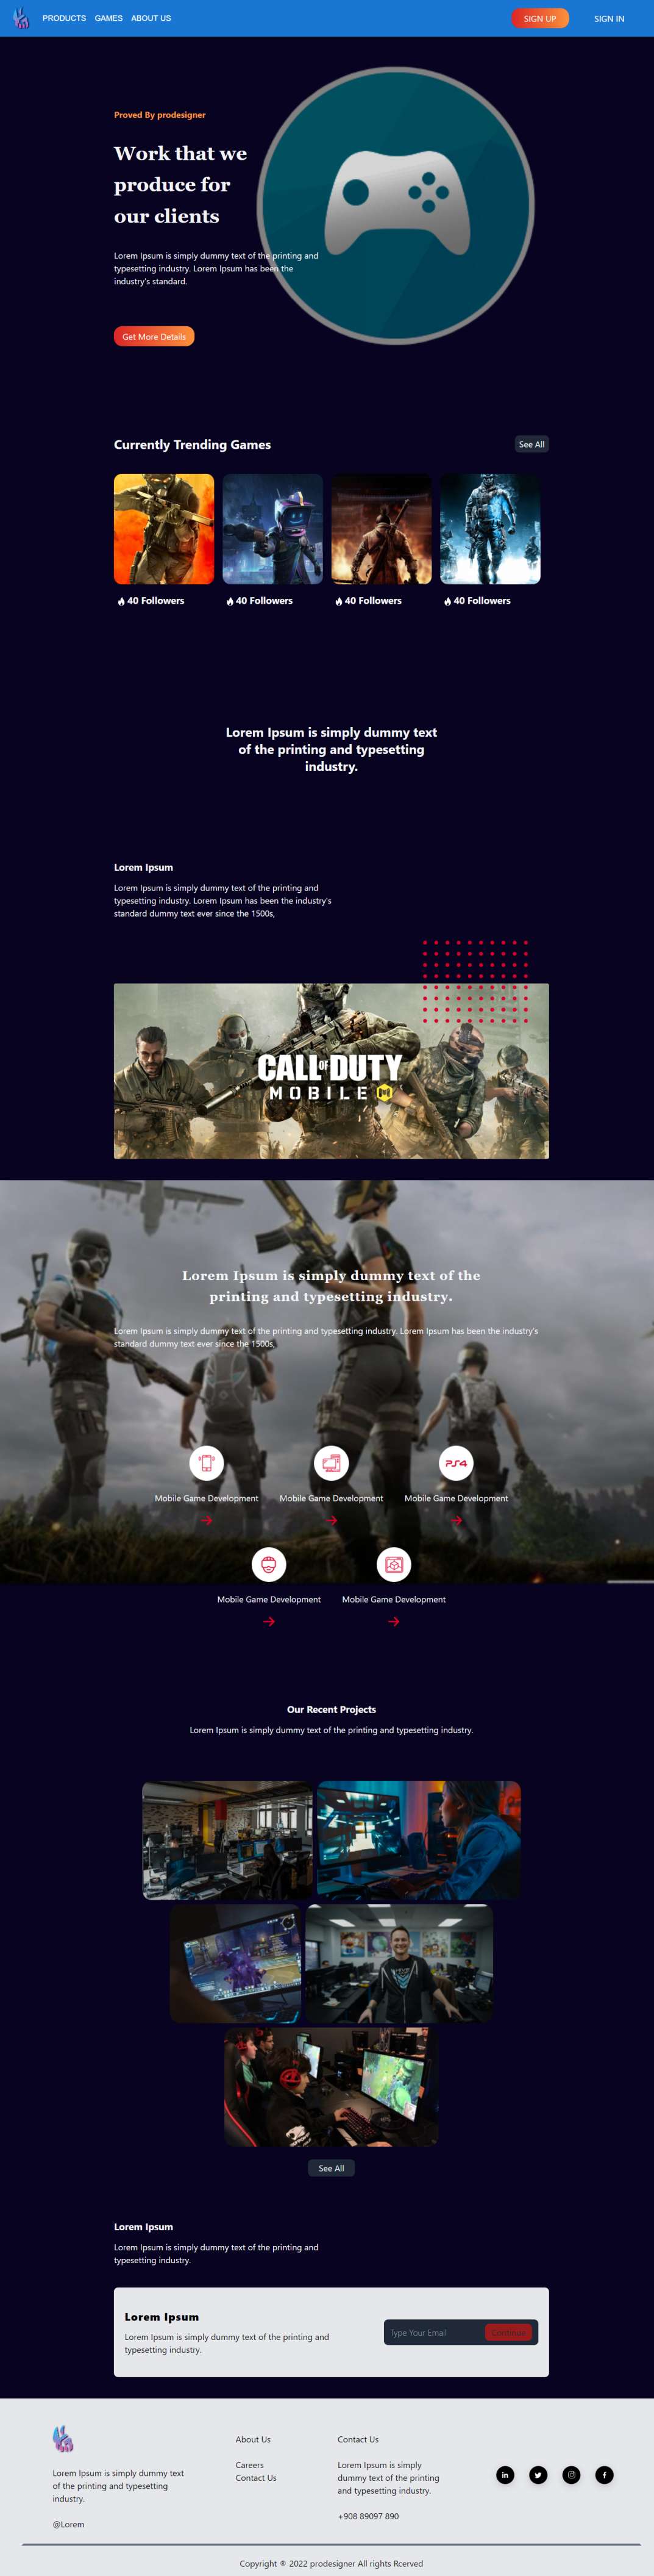 PRODUCTS GAMES ABOUT US SIGN UP SIGN IN
Proved By prodesigner
Work that we
produce for
our clients
Lorem Ipsum is simply dummy text of the printing and
typesetting industry. Lorem Ipsum has been the
industry's standard.
Get More Details
Currently Trending Games
See All
40 Followers
40 Followers
40 Followers
40 Followers
Lorem Ipsum is simply dummy text
of the printing and typesetting
industry.
Lorem Ipsum
Lorem Ipsum is simply dummy text of the printing and
typesetting industry. Lorem Ipsum has been the industry's
standard dummy text ever since the 1500s,
CALL OF DUTY
MOBILE
Lorem Ipsum is simply dummy text of the
printing and typesetting industry.
Lorem Ipsum is simply dummy text of the printing and typesetting industry. Lorem Ipsum has been the industry's
standard dummy text ever since the 1500s,
PS4
Mobile Game Development
Mobile Game Development
Mobile Game Development
Mobile Game Development
Mobile Game Development
Our Recent Projects
Lorem Ipsum is simply dummy text of the printing and typesetting industry.
See All
Lorem Ipsum
Lorem Ipsum is simply dummy text of the printing and
typesetting industry.
Lorem Ipsum
Lorem Ipsum is simply dummy text of the printing and
typesetting industry.
Type Your Email
Continue
Lorem Ipsum is simply dummy text
of the printing and typesetting
industry.
@Lorem
About Us
Careers
Contact Us
Contact Us
Lorem Ipsum is simply
dummy text of the printing
and typesetting industry.
+908 89097 890
in
f
Copyright ® 2022 prodesigner All rights Rcerved